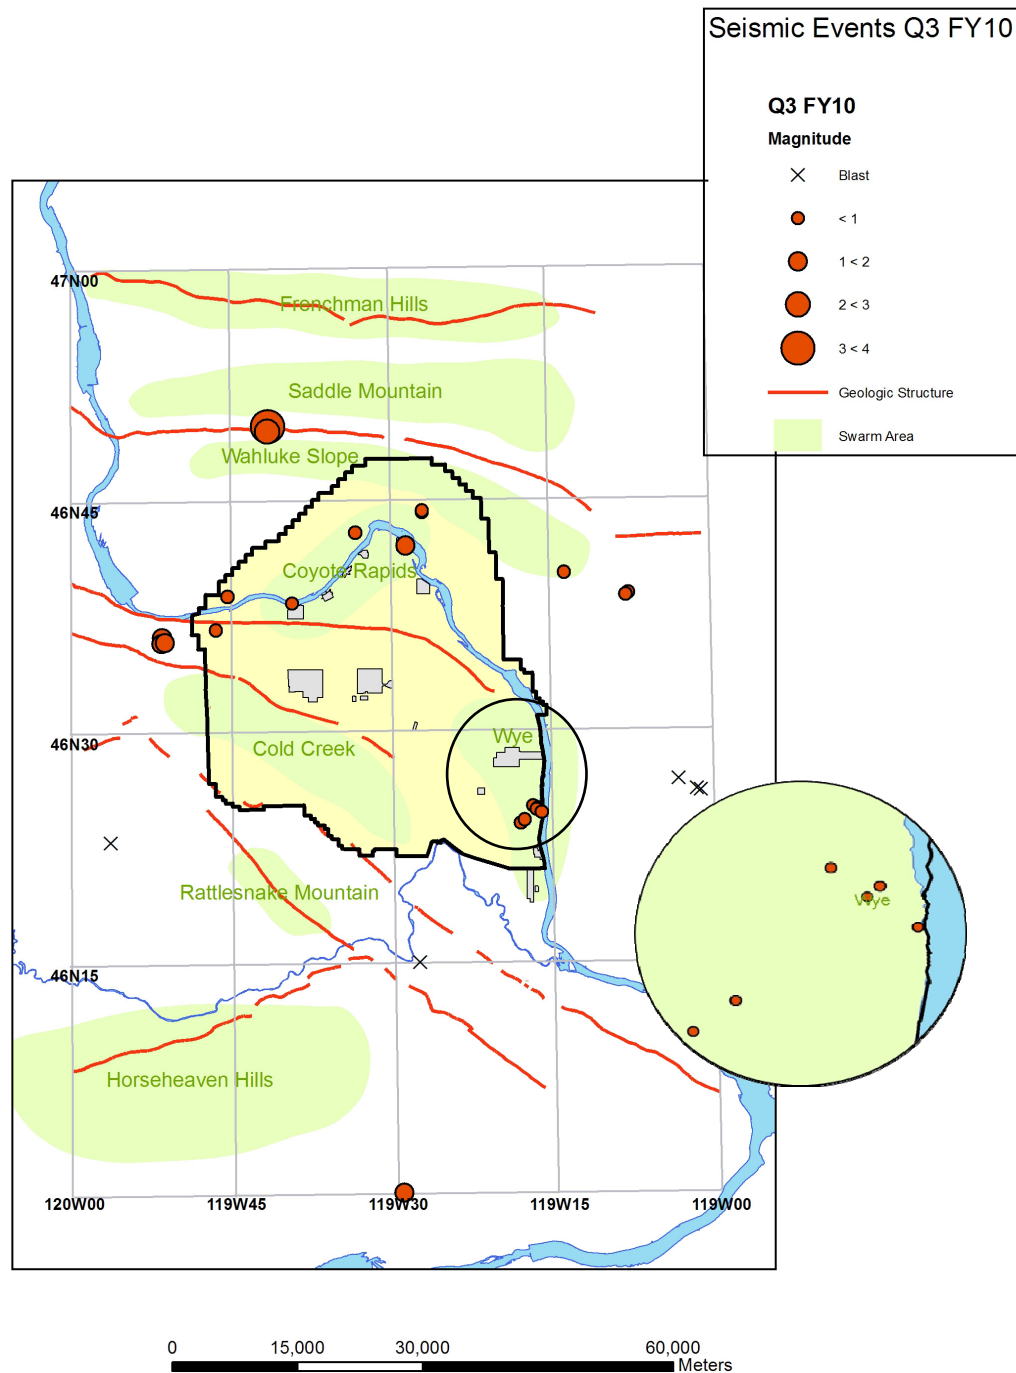 Seismic Events Q3 FY10
Q3 FY10
Magnitude
Blast
< 1
1 < 2
2 < 3
3 < 4
Geologic Structure
Swarm Area
47N00
Frenchman Hills
Saddle Mountain
Wahluke Slope
46N45
Coyote Rapids
46N30
Cold Creek
Wye
Rattlesnake Mountain
Wye
46N15
Horseheaven Hills
120W00
119W45
119W30
119W15
119W00
0
15,000
30,000
60,000
Meters